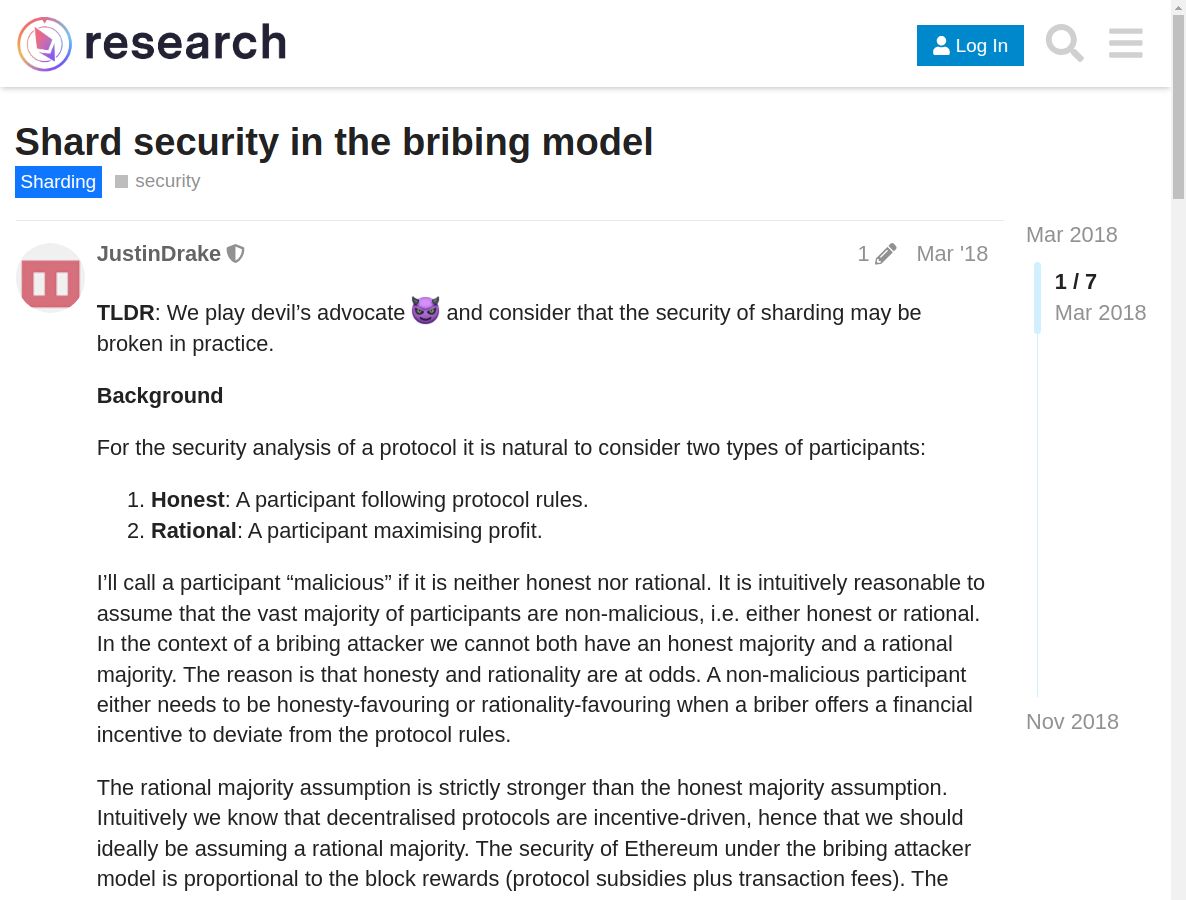 research
Log In
Shard security in the bribing model
Sharding
security
JustinDrake
1
Mar '18
TLDR: We play devil’s advocate and consider that the security of sharding may be
broken in practice.
Background
For the security analysis of a protocol it is natural to consider two types of participants:
1. Honest: A participant following protocol rules.
2. Rational: A participant maximising profit.
I’ll call a participant “malicious” if it is neither honest nor rational. It is intuitively reasonable to
assume that the vast majority of participants are non-malicious, i.e. either honest or rational.
In the context of a bribing attacker we cannot both have an honest majority and a rational
majority. The reason is that honesty and rationality are at odds. A non-malicious participant
either needs to be honesty-favouring or rationality-favouring when a briber offers a financial
incentive to deviate from the protocol rules.
The rational majority assumption is strictly stronger than the honest majority assumption.
Intuitively we know that decentralised protocols are incentive-driven, hence that we should
ideally be assuming a rational majority. The security of Ethereum under the bribing attacker
model is proportional to the block rewards (protocol subsidies plus transaction fees). The
Mar 2018
1 / 7
Mar 2018
Nov 2018